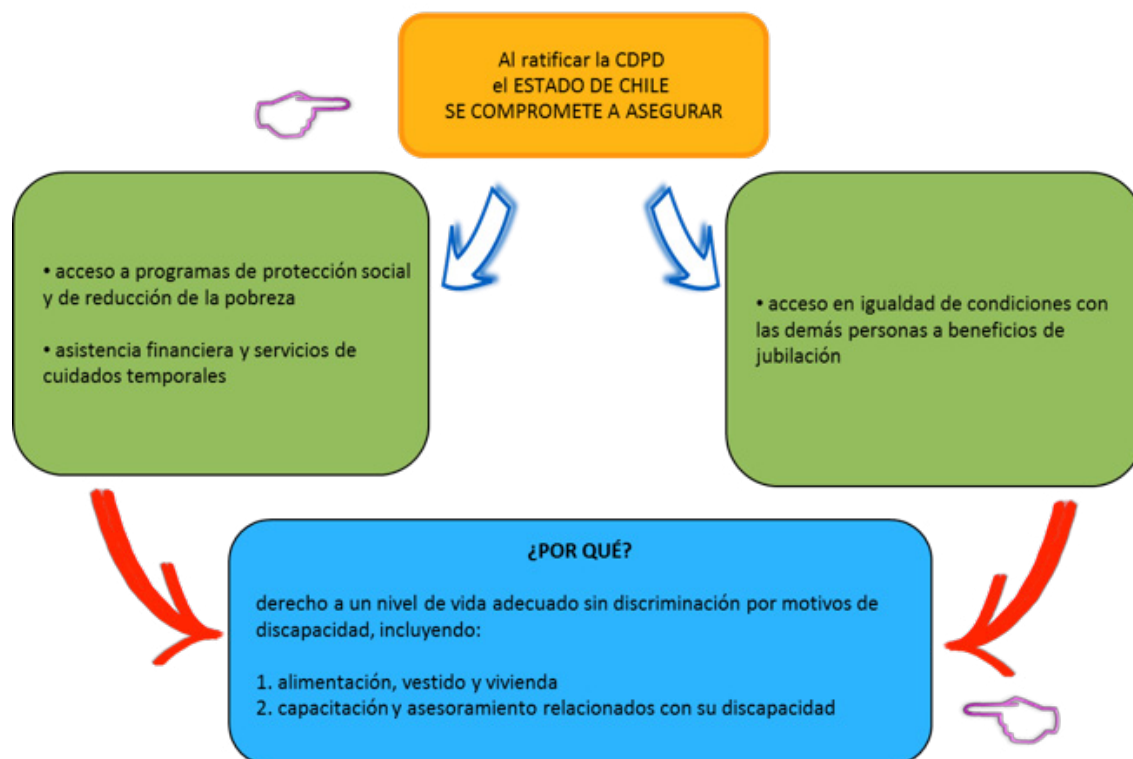 Al ratificar la CDPD
el ESTADO DE CHILE
SE COMPROMETE A ASEGURAR
• acceso a programas de protección social
y de reducción de la pobreza
• asistencia financiera y servicios de
cuidados temporales
• acceso en igualdad de condiciones con
las demás personas a beneficios de
jubilación
¿POR QUÉ?
derecho a un nivel de vida adecuado sin discriminación por motivos de
discapacidad, incluyendo:
1. alimentación, vestido y vivienda
2. capacitación y asesoramiento relacionados con su discapacidad